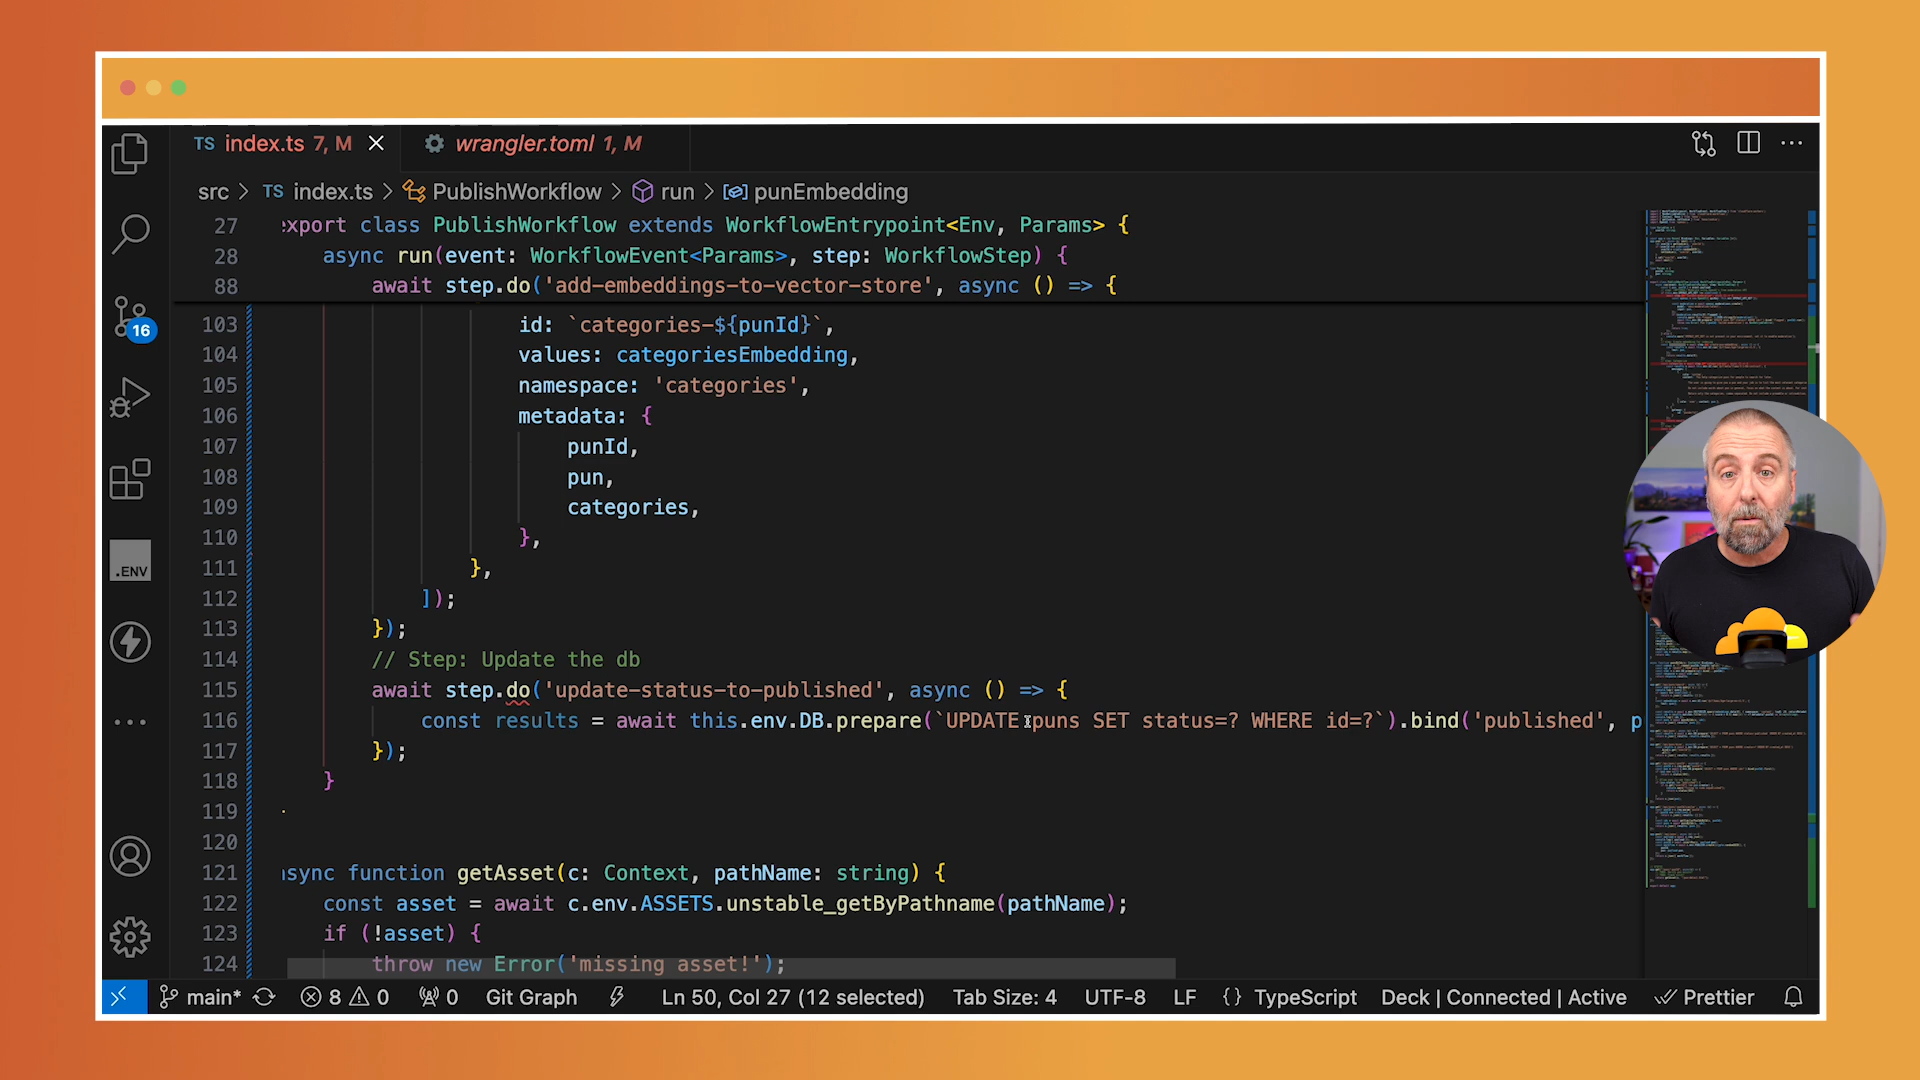 TS index.ts 7, M
wrangler.toml 1, M
src > TS index.ts > PublishWorkflow > run > punEmbedding
27 export class PublishWorkflow extends WorkflowEntrypoint<Env, Params> {
28 async run(event: WorkflowEvent<Params>, step: WorkflowStep) {
88 await step.do('add-embeddings-to-vector-store', async () => {
103 id: `categories-${punId}`,
104 values: categoriesEmbedding,
105 namespace: 'categories',
106 metadata: {
107 punId,
108 pun,
109 categories,
110 },
111 },
112 ]);
113 });
114 // Step: Update the db
115 await step.do('update-status-to-published', async () => {
116 const results = await this.env.DB.prepare(`UPDATE puns SET status=? WHERE id=?`).bind('published', p
117 });
118 }
119
120
121 async function getAsset(c: Context, pathName: string) {
122 const asset = await c.env.ASSETS.unstable_getByPathname(pathName);
123 if (!asset) {
124 throw new Error('missing asset!');
16
.ENV
main* 8 0 0 Git Graph Ln 50, Col 27 (12 selected) Tab Size: 4 UTF-8 LF {} TypeScript Deck | Connected | Active Prettier